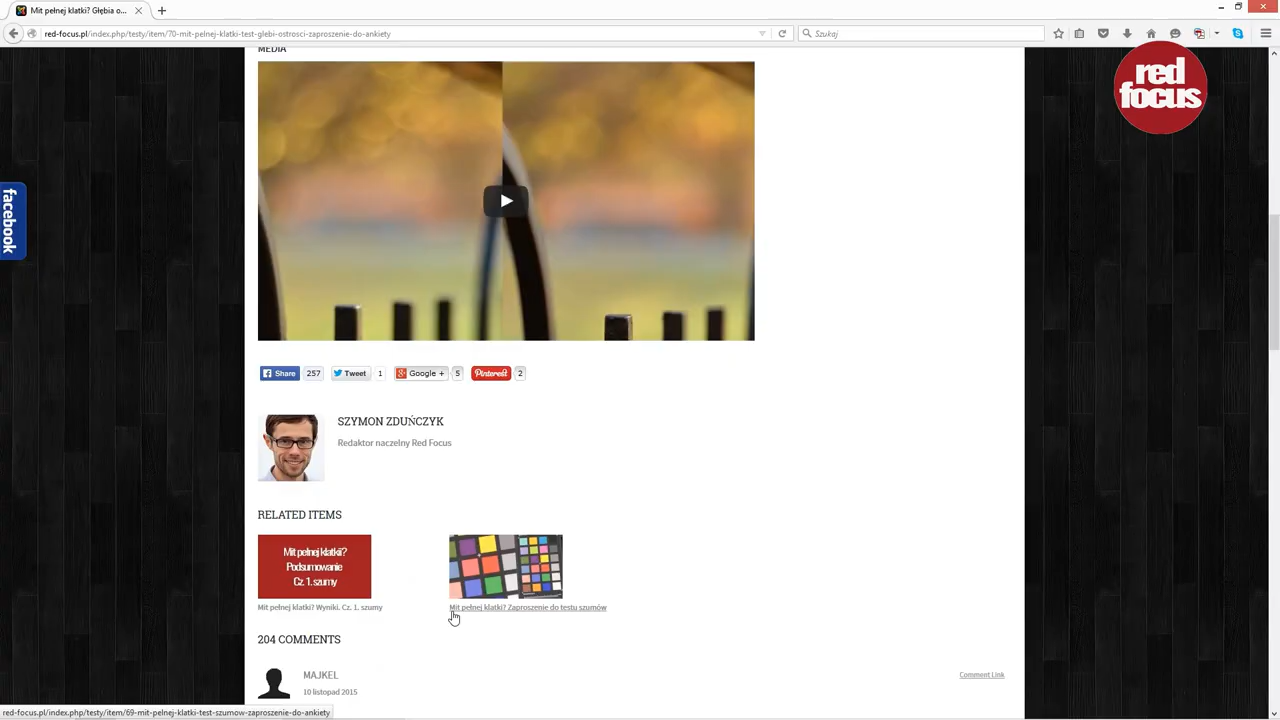 Mit pełnej klatki? Głębia o...
red-focus.pl/index.php/testy/item/70-mit-pelnej-klatki-test-glebi-ostrosci-zaproszenie-do-ankiety
Szukaj
red
focus
MEDIA
facebook
Share 257 Tweet 1 Google + 5 Pinterest 2
SZYMON ZDUŃCZYK
Redaktor naczelny Red Focus
RELATED ITEMS
Mit pełnej klatki?
Podsumowanie
Cz. 1. szumy
Mit pełnej klatki? Wyniki. Cz. 1. szumy
Mit pełnej klatki? Zaproszenie do testu szumów
204 COMMENTS
MAJKEL
Comment Link
10 listopad 2015
red-focus.pl/index.php/testy/item/69-mit-pelnej-klatki-test-szumow-zaproszenie-do-ankiety